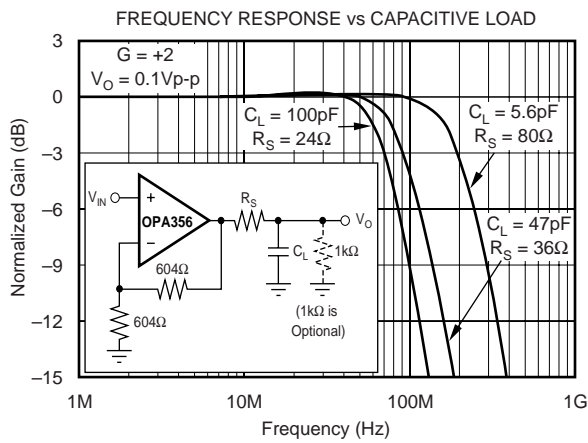 FREQUENCY RESPONSE vs CAPACITIVE LOAD
3
0
–3
–6
–9
–12
–15
Normalized Gain (dB)
G = +2
V_O = 0.1Vp-p
C_L = 100pF
R_S = 24Ω
C_L = 5.6pF
R_S = 80Ω
C_L = 47pF
R_S = 36Ω
V_IN
+
OPA356
–
R_S
V_O
C_L
1kΩ
604Ω
604Ω
(1kΩ is
Optional)
1M
10M
100M
1G
Frequency (Hz)